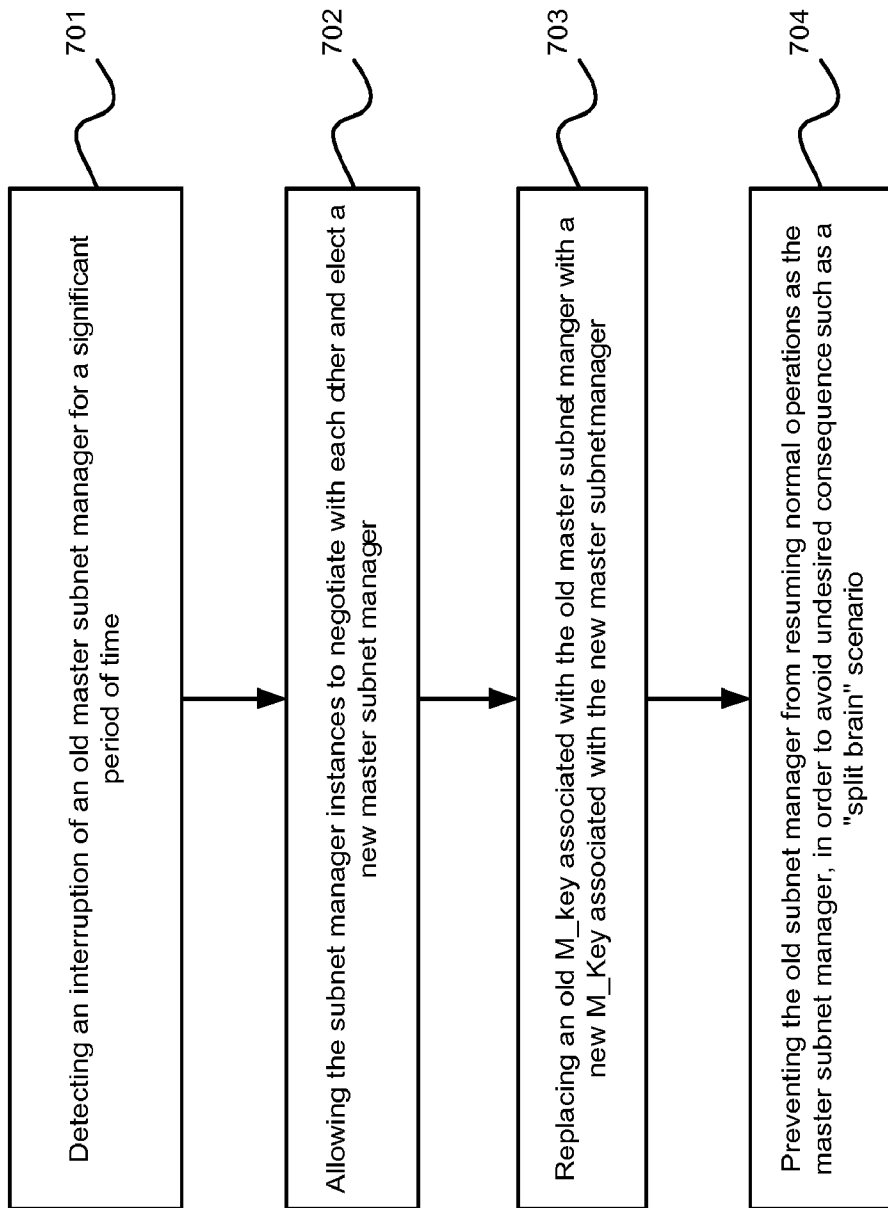 Detecting an interruption of an old master subnet manager for a significant
period of time
701
Allowing the subnet manager instances to negotiate with each other and elect a
new master subnet manager
702
Replacing an old M_key associated with the old master subnet manger with a
new M_Key associated with the new master subnetmanager
703
Preventing the old subnet manager from resuming normal operations as the
master subnet manager, in order to avoid undesired consequence such as a
"split brain" scenario
704